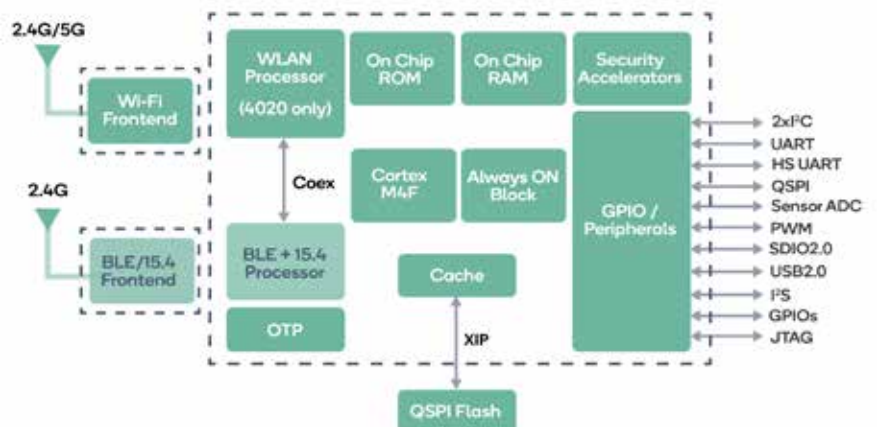 2.4G/5G
Wi-Fi
Frontend
2.4G
BLE/15.4
Frontend
WLAN
Processor
(4020 only)
Coex
BLE + 15.4
Processor
OTP
On Chip
ROM
On Chip
RAM
Security
Accelerators
Cortex
M4F
Always ON
Block
Cache
XIP
QSPI Flash
GPIO /
Peripherals
2xI²C
UART
HS UART
QSPI
Sensor ADC
PWM
SDIO2.0
USB2.0
I²S
GPIOs
JTAG